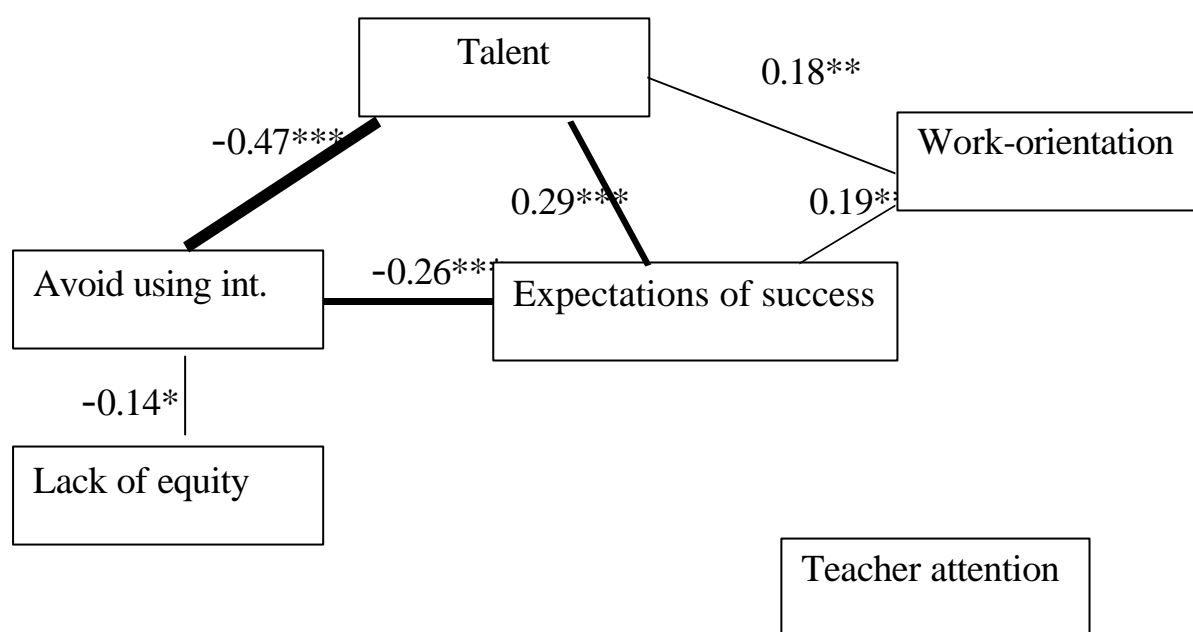 Talent
0.18**
-0.47***
Work-orientation
0.29***
0.19**
Avoid using int.
-0.26***
Expectations of success
-0.14*
Lack of equity
Teacher attention